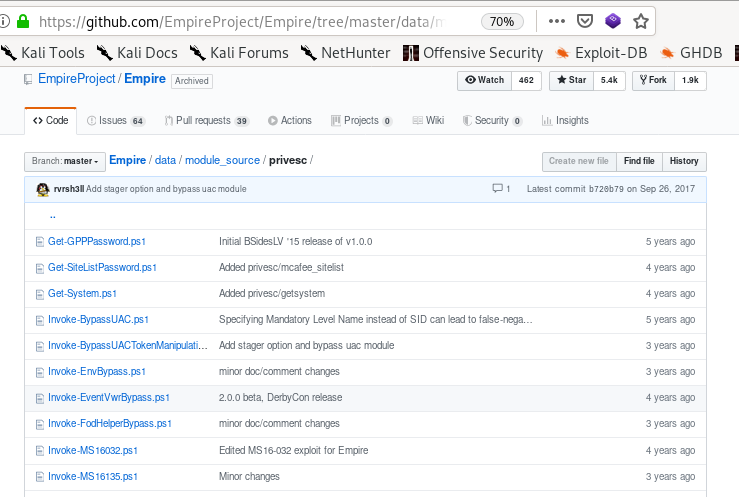 https://github.com/EmpireProject/Empire/tree/master/data/m
70%
Kali Tools Kali Docs Kali Forums NetHunter Offensive Security Exploit-DB GHDB
EmpireProject / Empire Archived
Watch 462 Star 5.4k Fork 1.9k
Code Issues 64 Pull requests 39 Actions Projects 0 Wiki Security 0 Insights
Branch: master Empire / data / module_source / privesc / Create new file Find file History
rvrsh3ll Add stager option and bypass uac module 1 Latest commit b720b79 on Sep 26, 2017
..
Get-GPPPassword.ps1 Initial BSidesLV '15 release of v1.0.0 5 years ago
Get-SiteListPassword.ps1 Added privesc/mcafee_sitelist 4 years ago
Get-System.ps1 Added privesc/getsystem 4 years ago
Invoke-BypassUAC.ps1 Specifying Mandatory Level Name instead of SID can lead to false-nega… 5 years ago
Invoke-BypassUACTokenManipulati… Add stager option and bypass uac module 3 years ago
Invoke-EnvBypass.ps1 minor doc/comment changes 3 years ago
Invoke-EventVwrBypass.ps1 2.0.0 beta, DerbyCon release 4 years ago
Invoke-FodHelperBypass.ps1 minor doc/comment changes 3 years ago
Invoke-MS16032.ps1 Edited MS16-032 exploit for Empire 4 years ago
Invoke-MS16135.ps1 Minor changes 3 years ago